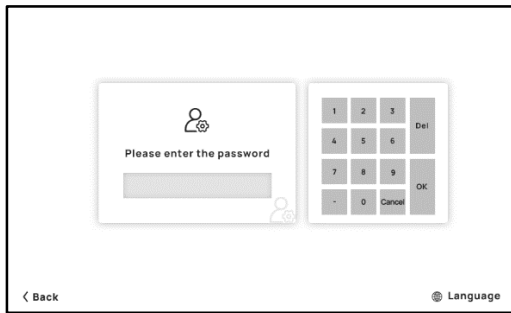 Please enter the password
1 2 3 Del
4 5 6
7 8 9 OK
- 0 Cancel
Back Language